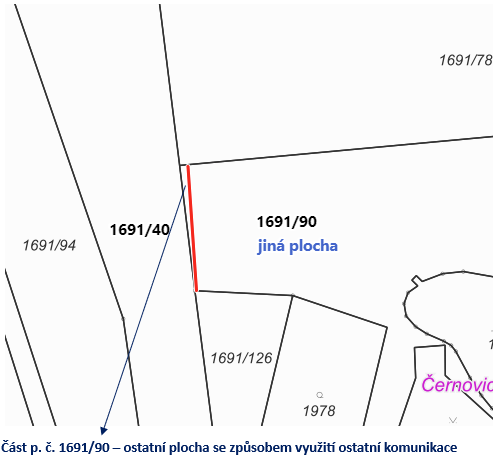 1691/78
1691/40
1691/90
1691/94
jiná plocha
1691/126
1978
Černovic
Část p. č. 1691/90 – ostatní plocha se způsobem využití ostatní komunikace